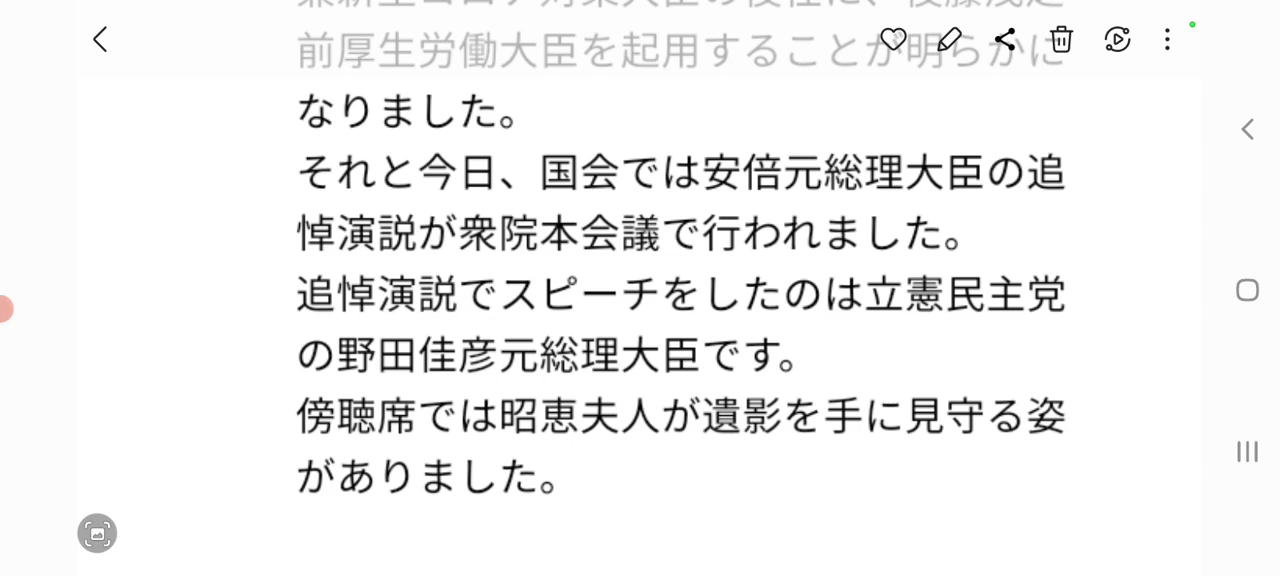 前厚生労働大臣を起用することが明らかに
なりました。
それと今日、国会では安倍元総理大臣の追
悼演説が衆院本会議で行われました。
追悼演説でスピーチをしたのは立憲民主党
の野田佳彦元総理大臣です。
傍聴席では昭恵夫人が遺影を手に見守る姿
がありました。